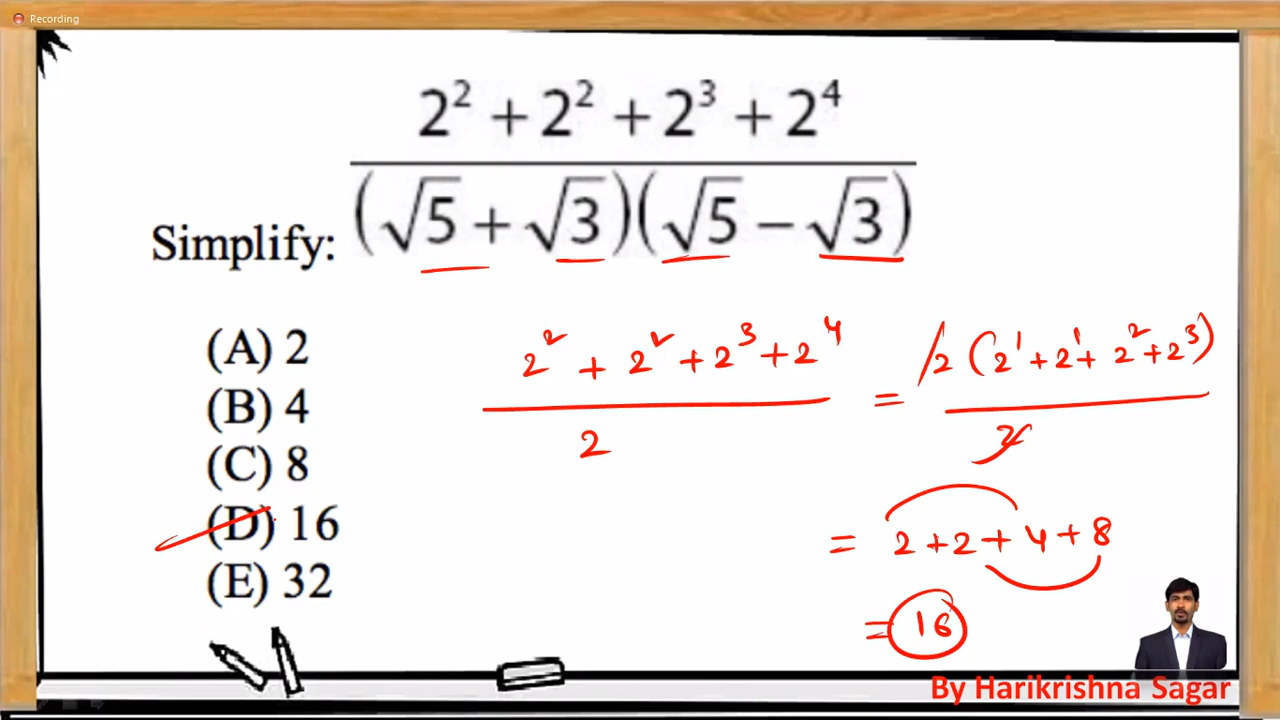 Recording
2² + 2² + 2³ + 2⁴
Simplify: (√5 + √3)(√5 − √3)
(A) 2
(B) 4
(C) 8
(D) 16
(E) 32
2² + 2² + 2³ + 2⁴ = 2 (2¹ + 2¹ + 2² + 2³)
2 2
= 2 + 2 + 4 + 8
= 16
By Harikrishna Sagar